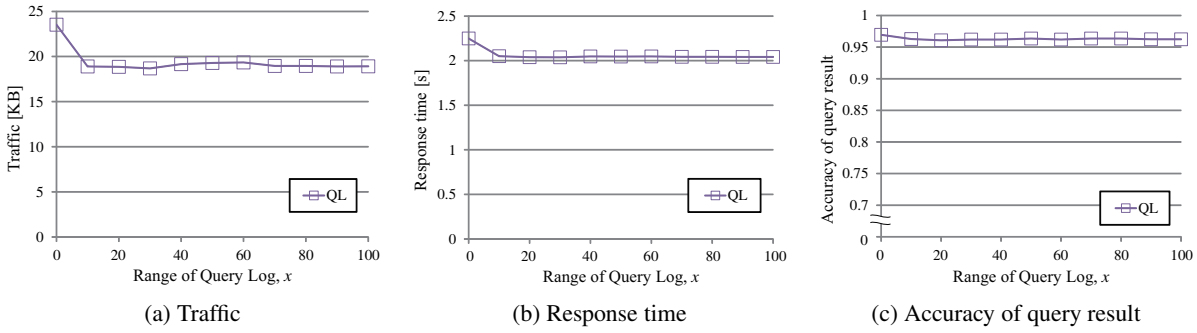 25
20
15
10
5
0
Traffic [KB]
0 20 40 60 80 100
Range of Query Log, x
QL
(a) Traffic
2.5
2
1.5
1
0.5
0
Response time [s]
0 20 40 60 80 100
Range of Query Log, x
QL
(b) Response time
1
0.95
0.9
0.85
0.8
0.75
0.7
0
Accuracy of query result
0 20 40 60 80 100
Range of Query Log, x
QL
(c) Accuracy of query result